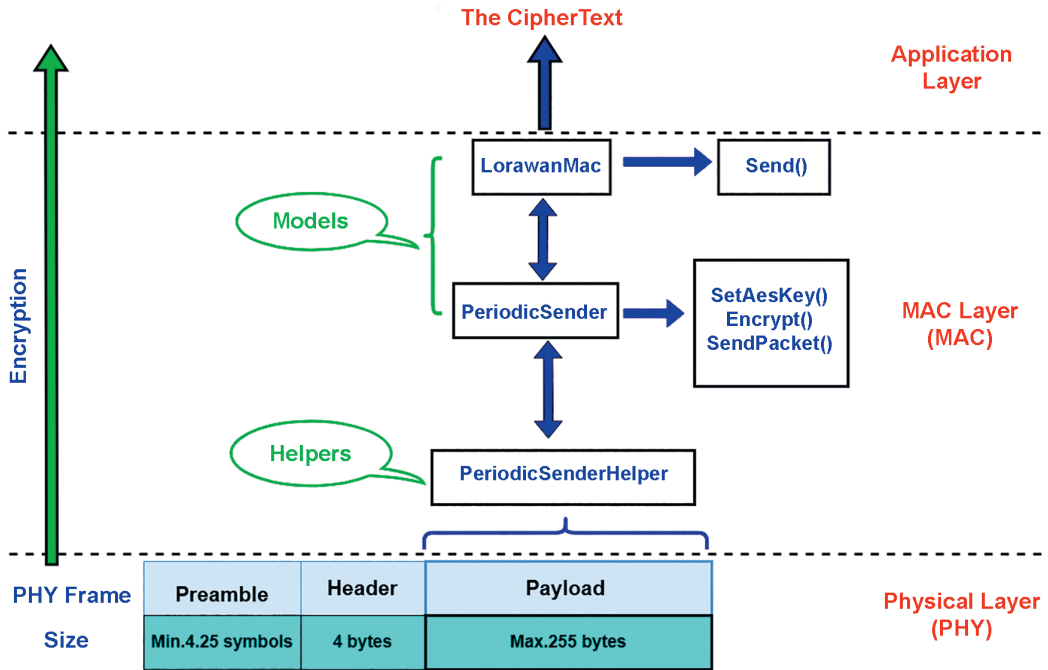 The CipherText
Application
Layer
LorawanMac
Send()
Models
Encryption
PeriodicSender
SetAesKey()
Encrypt()
SendPacket()
MAC Layer
(MAC)
Helpers
PeriodicSenderHelper
PHY Frame
Preamble
Header
Payload
Size
Min.4.25 symbols
4 bytes
Max.255 bytes
Physical Layer
(PHY)